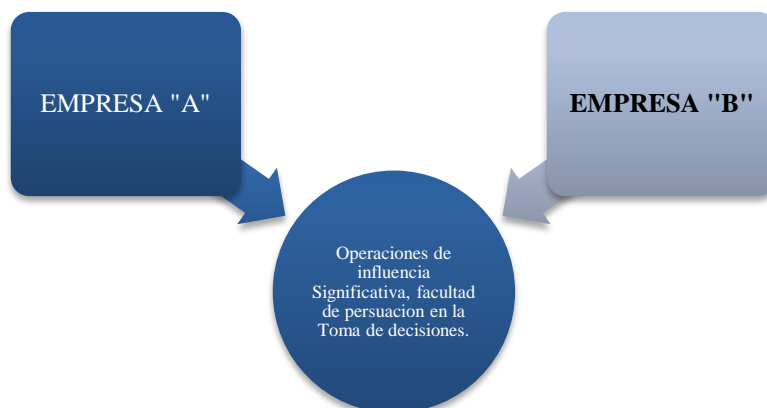 EMPRESA "A"
EMPRESA "B"
Operaciones de
influencia
Significativa, facultad
de persuacion en la
Toma de decisiones.